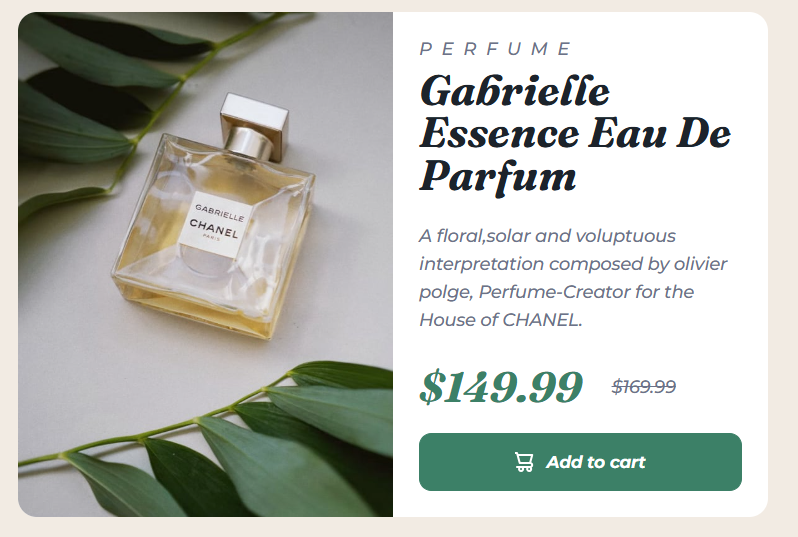 GABRIELLE
CHANEL
PARIS
PERFUME
Gabrielle
Essence Eau De
Parfum
A floral,solar and voluptuous
interpretation composed by olivier
polge, Perfume-Creator for the
House of CHANEL.
$149.99 $169.99
Add to cart